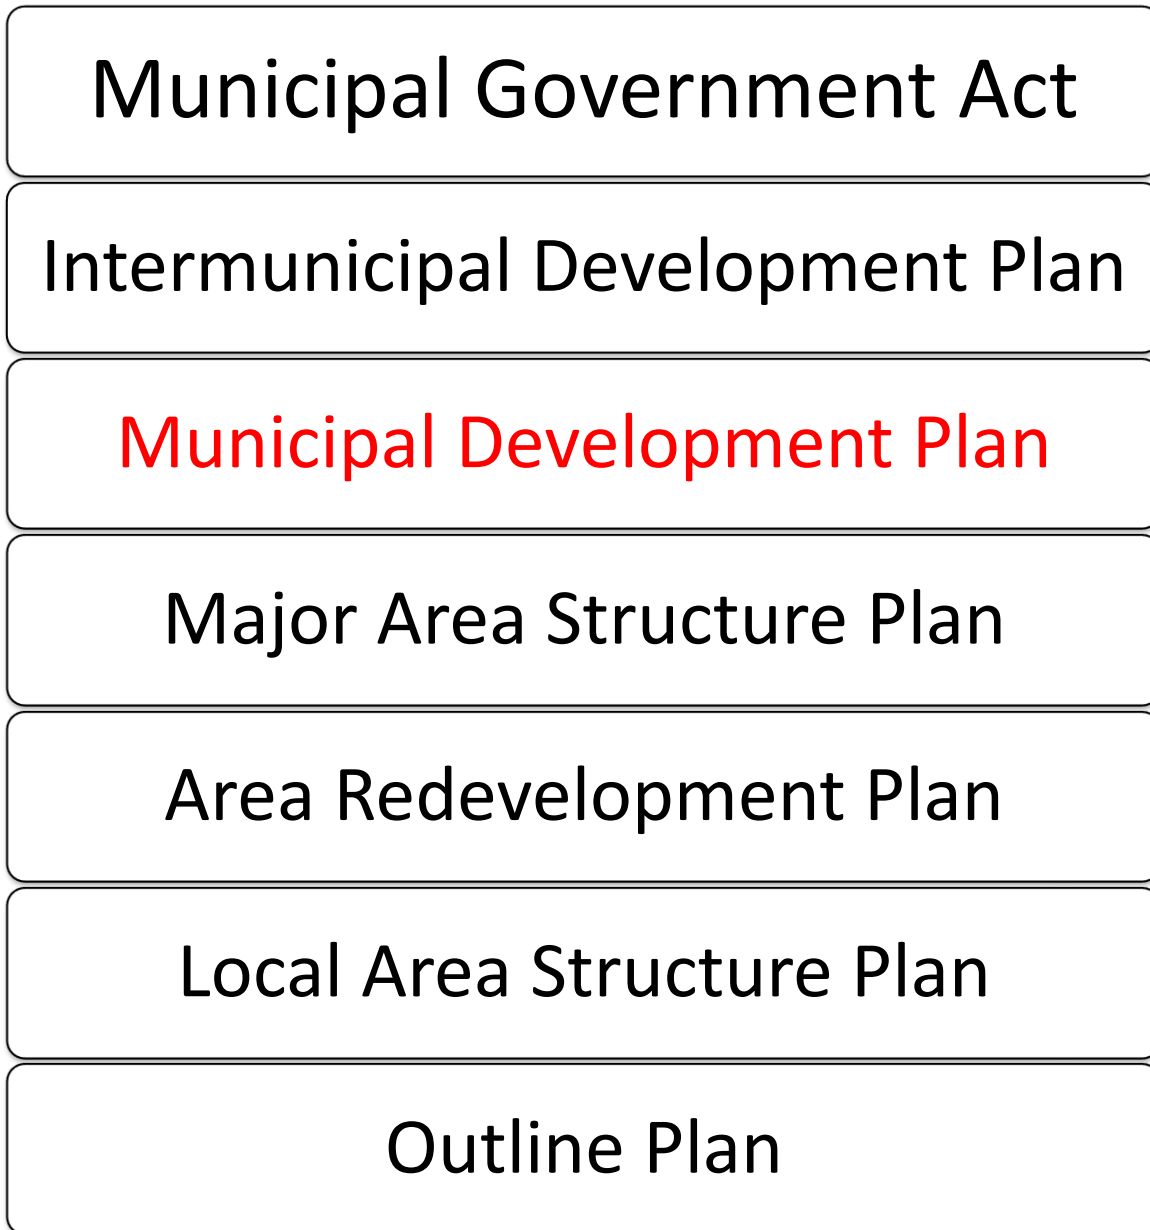 Municipal Government Act
Intermunicipal Development Plan
Municipal Development Plan
Major Area Structure Plan
Area Redevelopment Plan
Local Area Structure Plan
Outline Plan